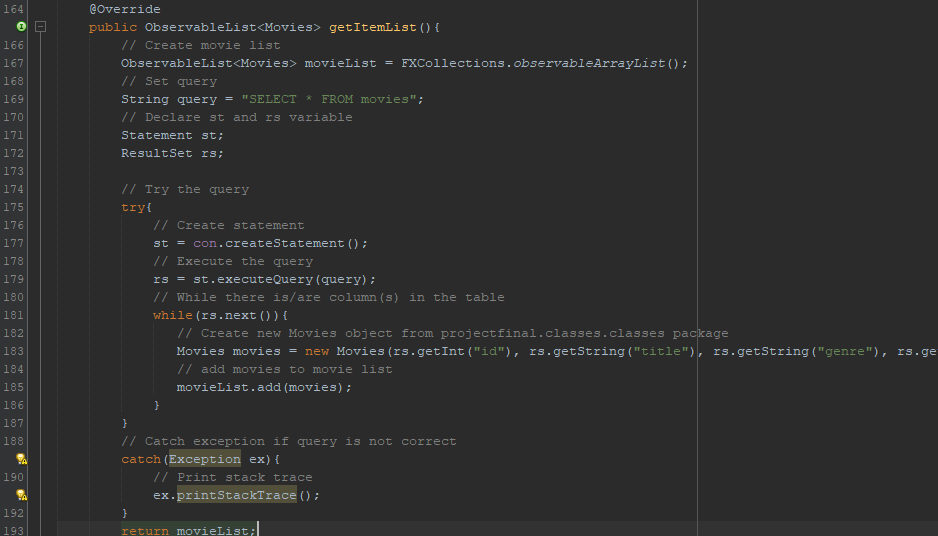 164 @Override
public ObservableList<Movies> getItemList(){
166 // Create movie list
167 ObservableList<Movies> movieList = FXCollections.observableArrayList();
168 // Set query
169 String query = "SELECT * FROM movies";
170 // Declare st and rs variable
171 Statement st;
172 ResultSet rs;
173
174 // Try the query
175 try{
176 // Create statement
177 st = con.createStatement();
178 // Execute the query
179 rs = st.executeQuery(query);
180 // While there is/are column(s) in the table
181 while(rs.next()){
182 // Create new Movies object from projectfinal.classes.classes package
183 Movies movies = new Movies(rs.getInt("id"), rs.getString("title"), rs.getString("genre"), rs.ge
184 // add movies to movie list
185 movieList.add(movies);
186 }
187 }
188 // Catch exception if query is not correct
catch(Exception ex){
190 // Print stack trace
ex.printStackTrace();
192 }
193 return movieList;